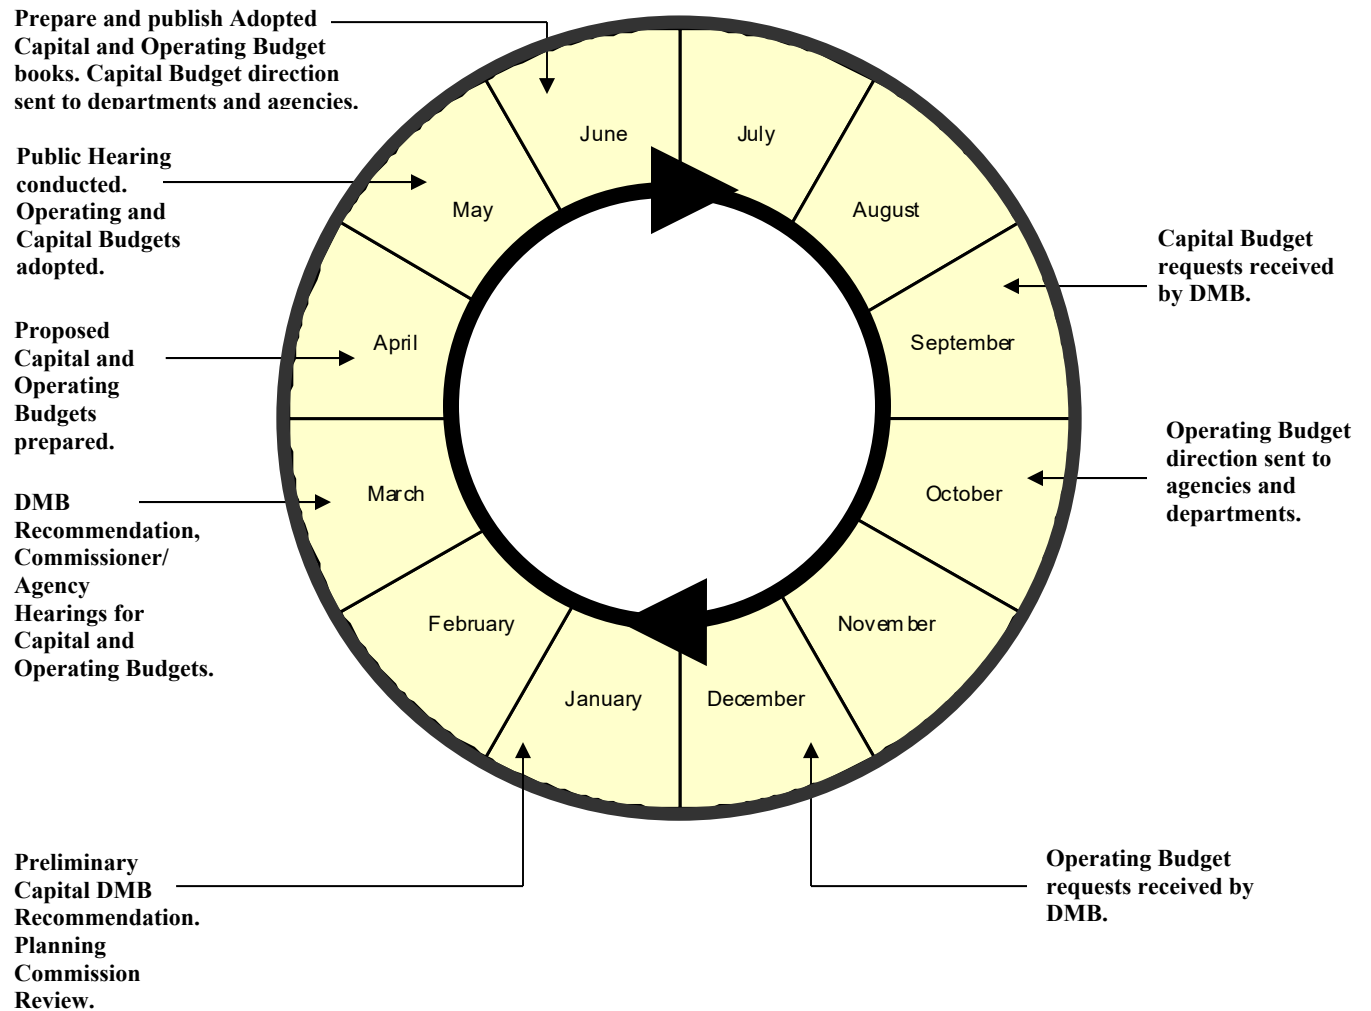 Prepare and publish Adopted
Capital and Operating Budget
books. Capital Budget direction
sent to departments and agencies.
Public Hearing
conducted.
Operating and
Capital Budgets
adopted.
Proposed
Capital and
Operating
Budgets
prepared.
DMB
Recommendation,
Commissioner/
Agency
Hearings for
Capital and
Operating Budgets.
Preliminary
Capital DMB
Recommendation.
Planning
Commission
Review.
June
July
May
August
April
September
March
October
February
November
January
December
Capital Budget
requests received
by DMB.
Operating Budget
direction sent to
agencies and
departments.
Operating Budget
requests received by
DMB.